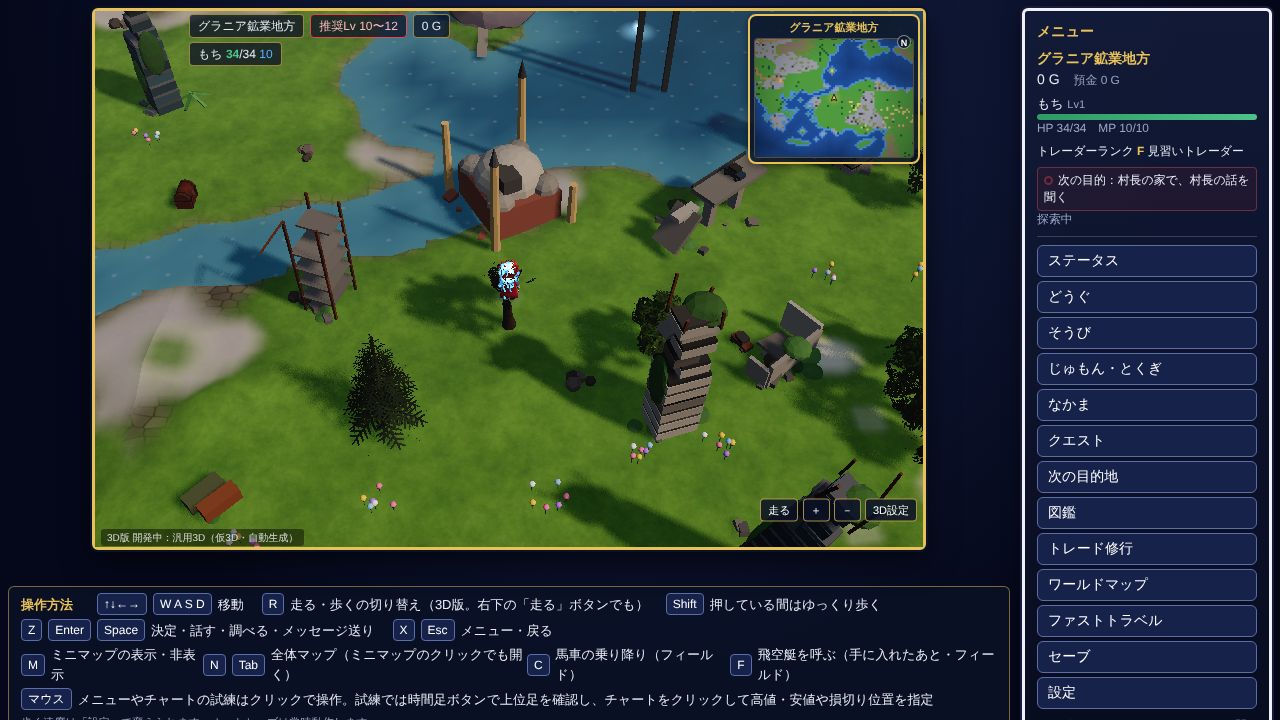 グラニア鉱業地方 推奨Lv 10〜12 0 G
もち 34/34 10
グラニア鉱業地方
N
走る + − 3D設定
3D版 開発中：汎用3D（仮3D・自動生成）
メニュー
グラニア鉱業地方
0 G 預金 0 G
もち Lv1
HP 34/34 MP 10/10
トレーダーランク F 見習いトレーダー
次の目的：村長の家で、村長の話を
聞く
探索中
ステータス
どうぐ
そうび
じゅもん・とくぎ
なかま
クエスト
次の目的地
図鑑
トレード修行
ワールドマップ
ファストトラベル
セーブ
設定
操作方法 ↑↓←→ W A S D 移動 R 走る・歩くの切り替え（3D版。右下の「走る」ボタンでも） Shift 押している間はゆっくり歩く
Z Enter Space 決定・話す・調べる・メッセージ送り X Esc メニュー・戻る
M ミニマップの表示・非表示 N Tab 全体マップ（ミニマップのクリックでも開く） C 馬車の乗り降り（フィールド） F 飛空艇を呼ぶ（手に入れたあと・フィールド）
マウス メニューやチャートの試練はクリックで操作。試練では時間足ボタンで上位足を確認し、チャートをクリックして高値・安値や損切り位置を指定